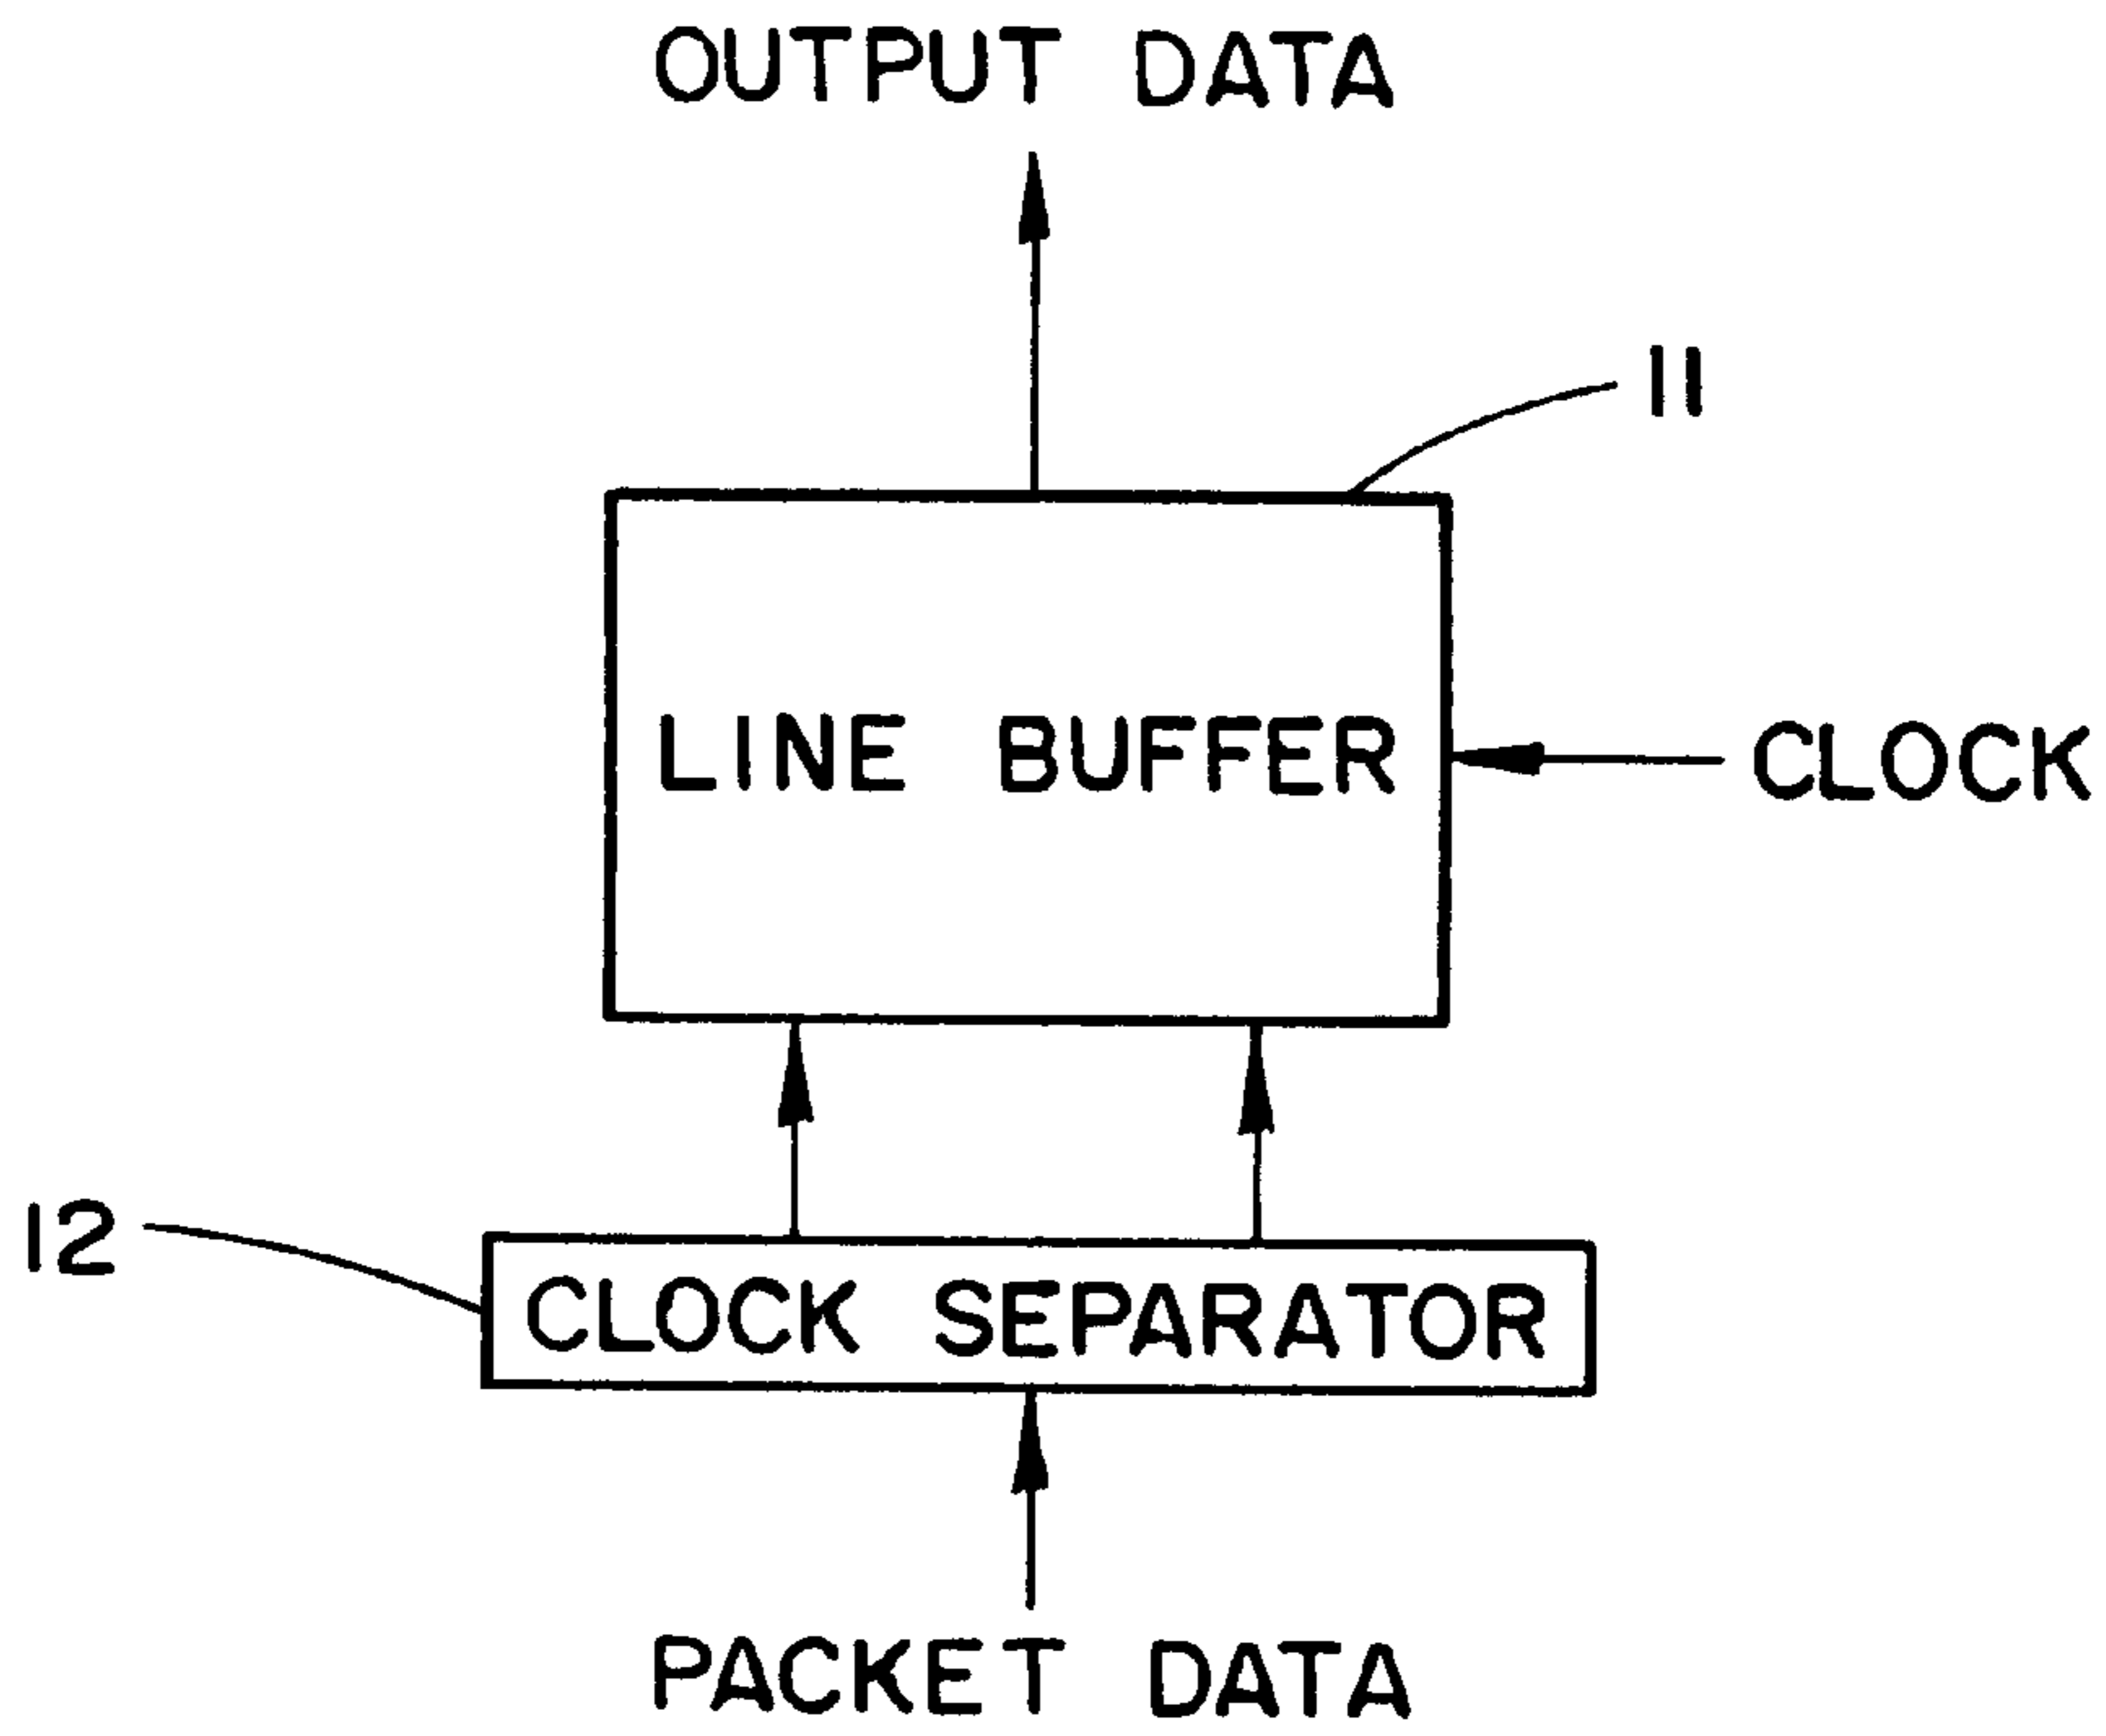 OUTPUT DATA
11
LINE BUFFER
CLOCK
12
CLOCK SEPARATOR
PACKET DATA